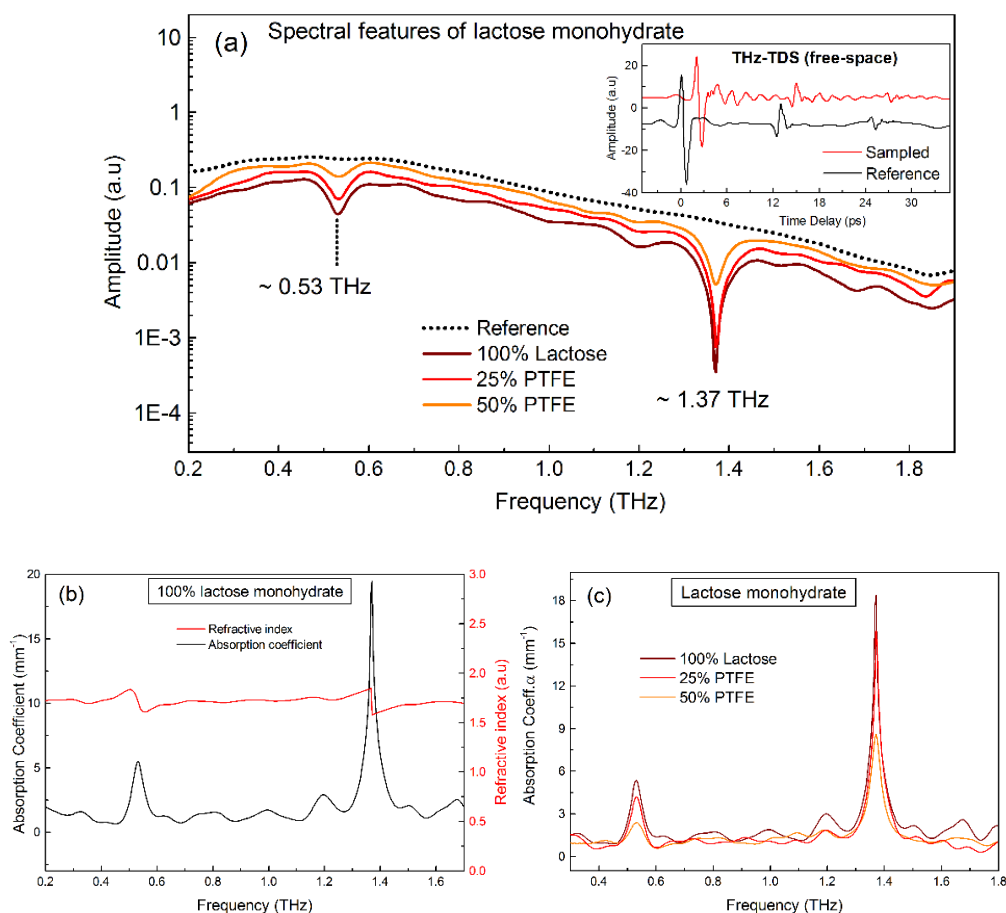 (a)
Spectral features of lactose monohydrate
10
1
0.1
0.01
1E-3
1E-4
Amplitude (a.u)
0.2 0.4 0.6 0.8 1.0 1.2 1.4 1.6 1.8
Frequency (THz)
~ 0.53 THz
~ 1.37 THz
Reference
100% Lactose
25% PTFE
50% PTFE
THz-TDS (free-space)
20
0
-20
-40
Amplitude (a.u)
Sampled
Reference
0 6 12 18 24 30
Time Delay (ps)
(b)
100% lactose monohydrate
Refractive index
Absorption coefficient
20
15
10
5
0
Absorption Coefficient (mm⁻¹)
3.0
2.5
2.0
1.5
1.0
0.5
0.0
Refractive index (a.u)
0.2 0.4 0.6 0.8 1.0 1.2 1.4 1.6
Frequency (THz)
(c)
Lactose monohydrate
100% Lactose
25% PTFE
50% PTFE
18
15
12
9
6
3
0
Absorption Coeff.α (mm⁻¹)
0.4 0.6 0.8 1.0 1.2 1.4 1.6 1.8
Frequency (THz)